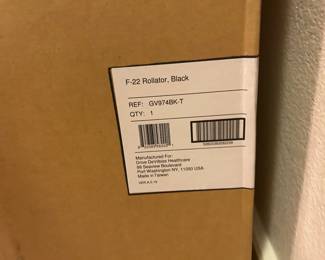 F-22 Rollator, Black
REF: GV974BK-T
QTY: 1
Manufactured For:
Drive DeVilbiss Healthcare
99 Seaview Boulevard
Port Washington NY, 11050 USA
Made in Taiwan